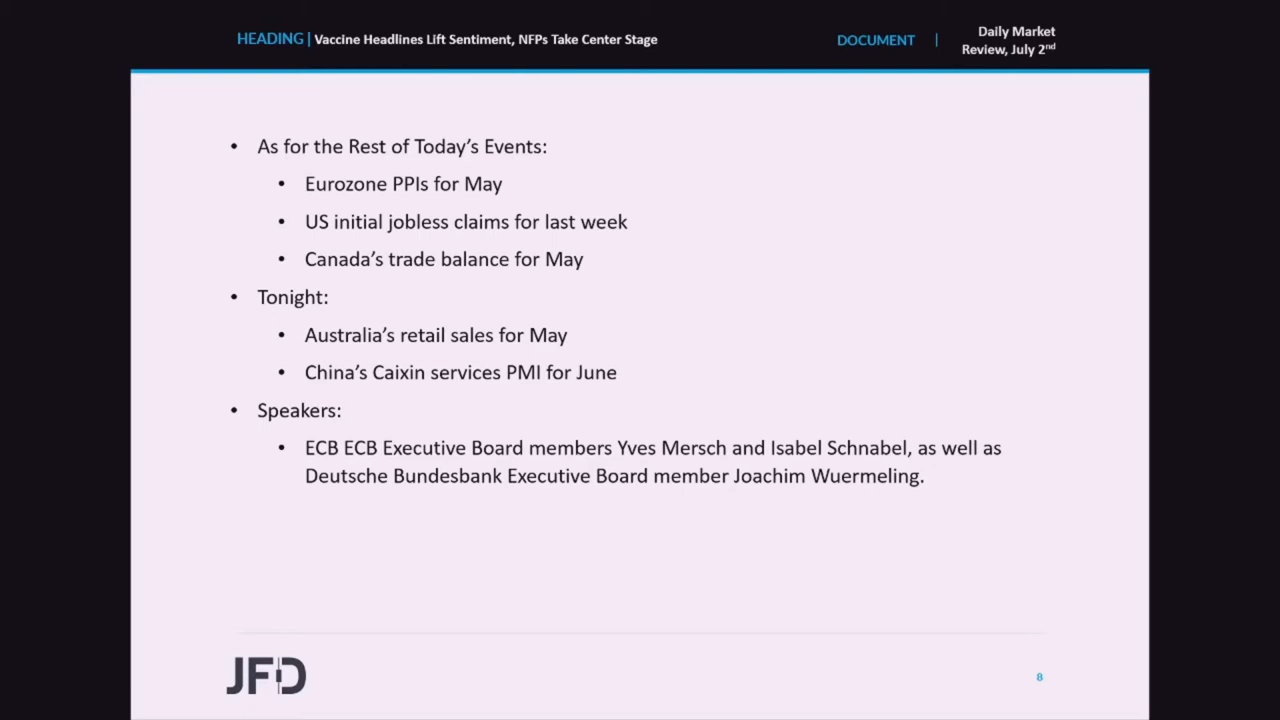 HEADING | Vaccine Headlines Lift Sentiment, NFPs Take Center Stage
DOCUMENT |
Daily Market
Review, July 2nd
• As for the Rest of Today's Events:
• Eurozone PPIs for May
• US initial jobless claims for last week
• Canada's trade balance for May
• Tonight:
• Australia's retail sales for May
• China's Caixin services PMI for June
• Speakers:
• ECB ECB Executive Board members Yves Mersch and Isabel Schnabel, as well as
Deutsche Bundesbank Executive Board member Joachim Wuermeling.
JFD
8